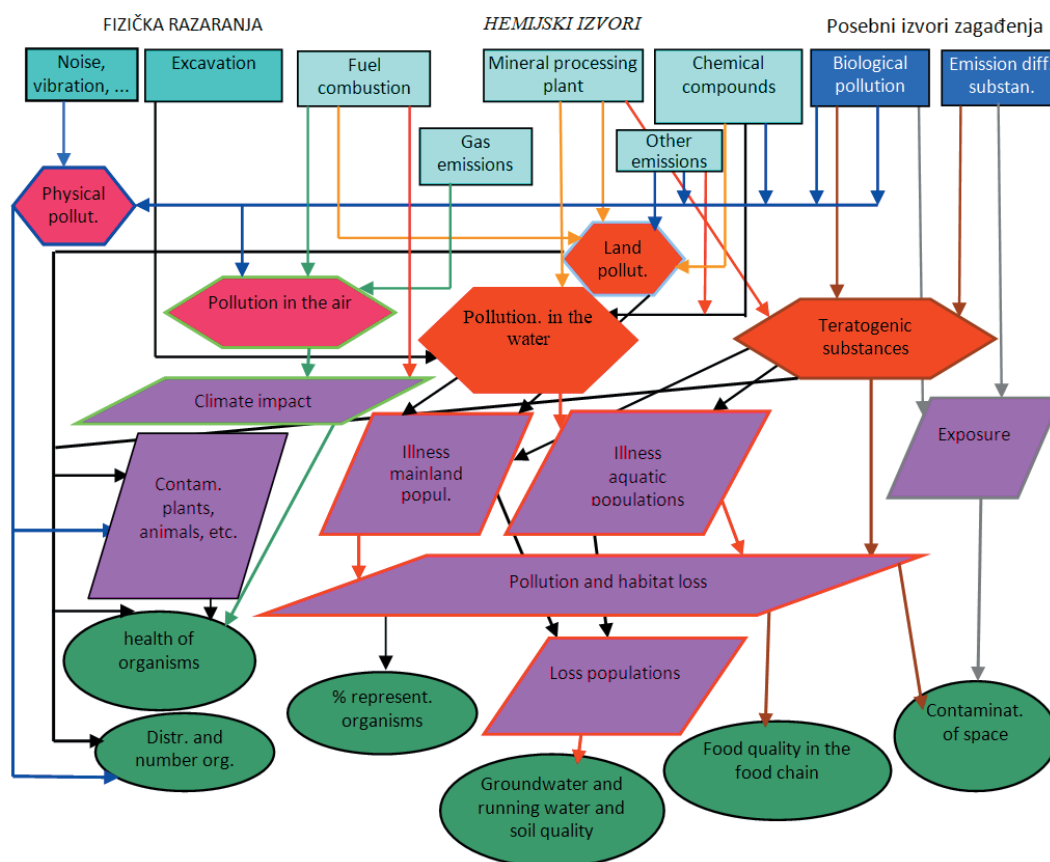 FIZIČKA RAZARANJA
HEMIJSKI IZVORI
Posebni izvori zagađenja
Noise,
vibration, ...
Excavation
Fuel
combustion
Mineral processing
plant
Chemical
compounds
Biological
pollution
Emission diff.
substan.
Gas
emissions
Other
emissions
Physical
pollut.
Land
pollut.
Pollution in the air
Pollution. in the
water
Teratogenic
substances
Climate impact
Illness
mainland
popul.
Illness
aquatic
populations
Exposure
Contam.
plants,
animals, etc.
Pollution and habitat loss
health of
organisms
Loss populations
% represent.
organisms
Contaminat.
of space
Distr. and
number org.
Food quality in the
food chain
Groundwater and
running water and
soil quality